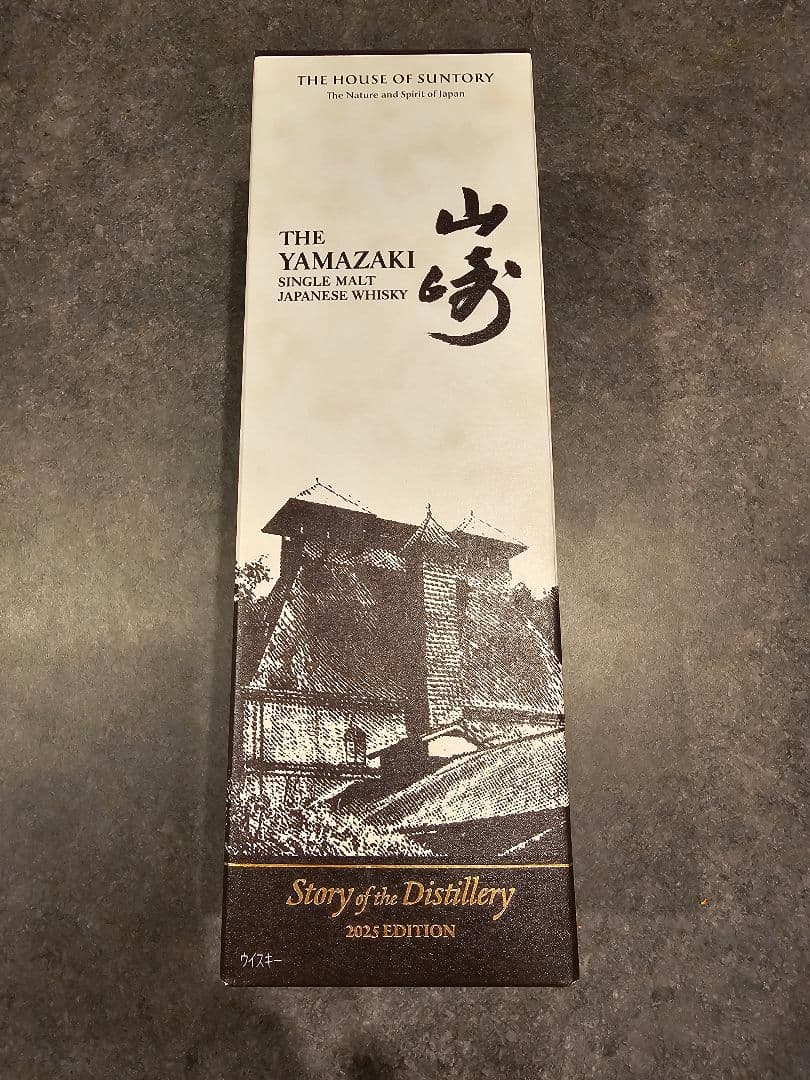 THE HOUSE OF SUNTORY
The Nature and Spirit of Japan
THE
YAMAZAKI
SINGLE MALT
JAPANESE WHISKY
山崎
Story of the Distillery
2025 EDITION
ウイスキー